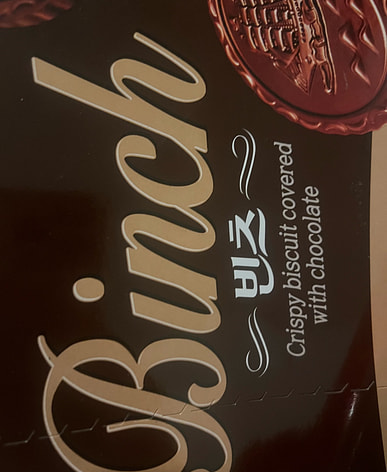 Binch
빈츠
Crispy biscuit covered
with chocolate